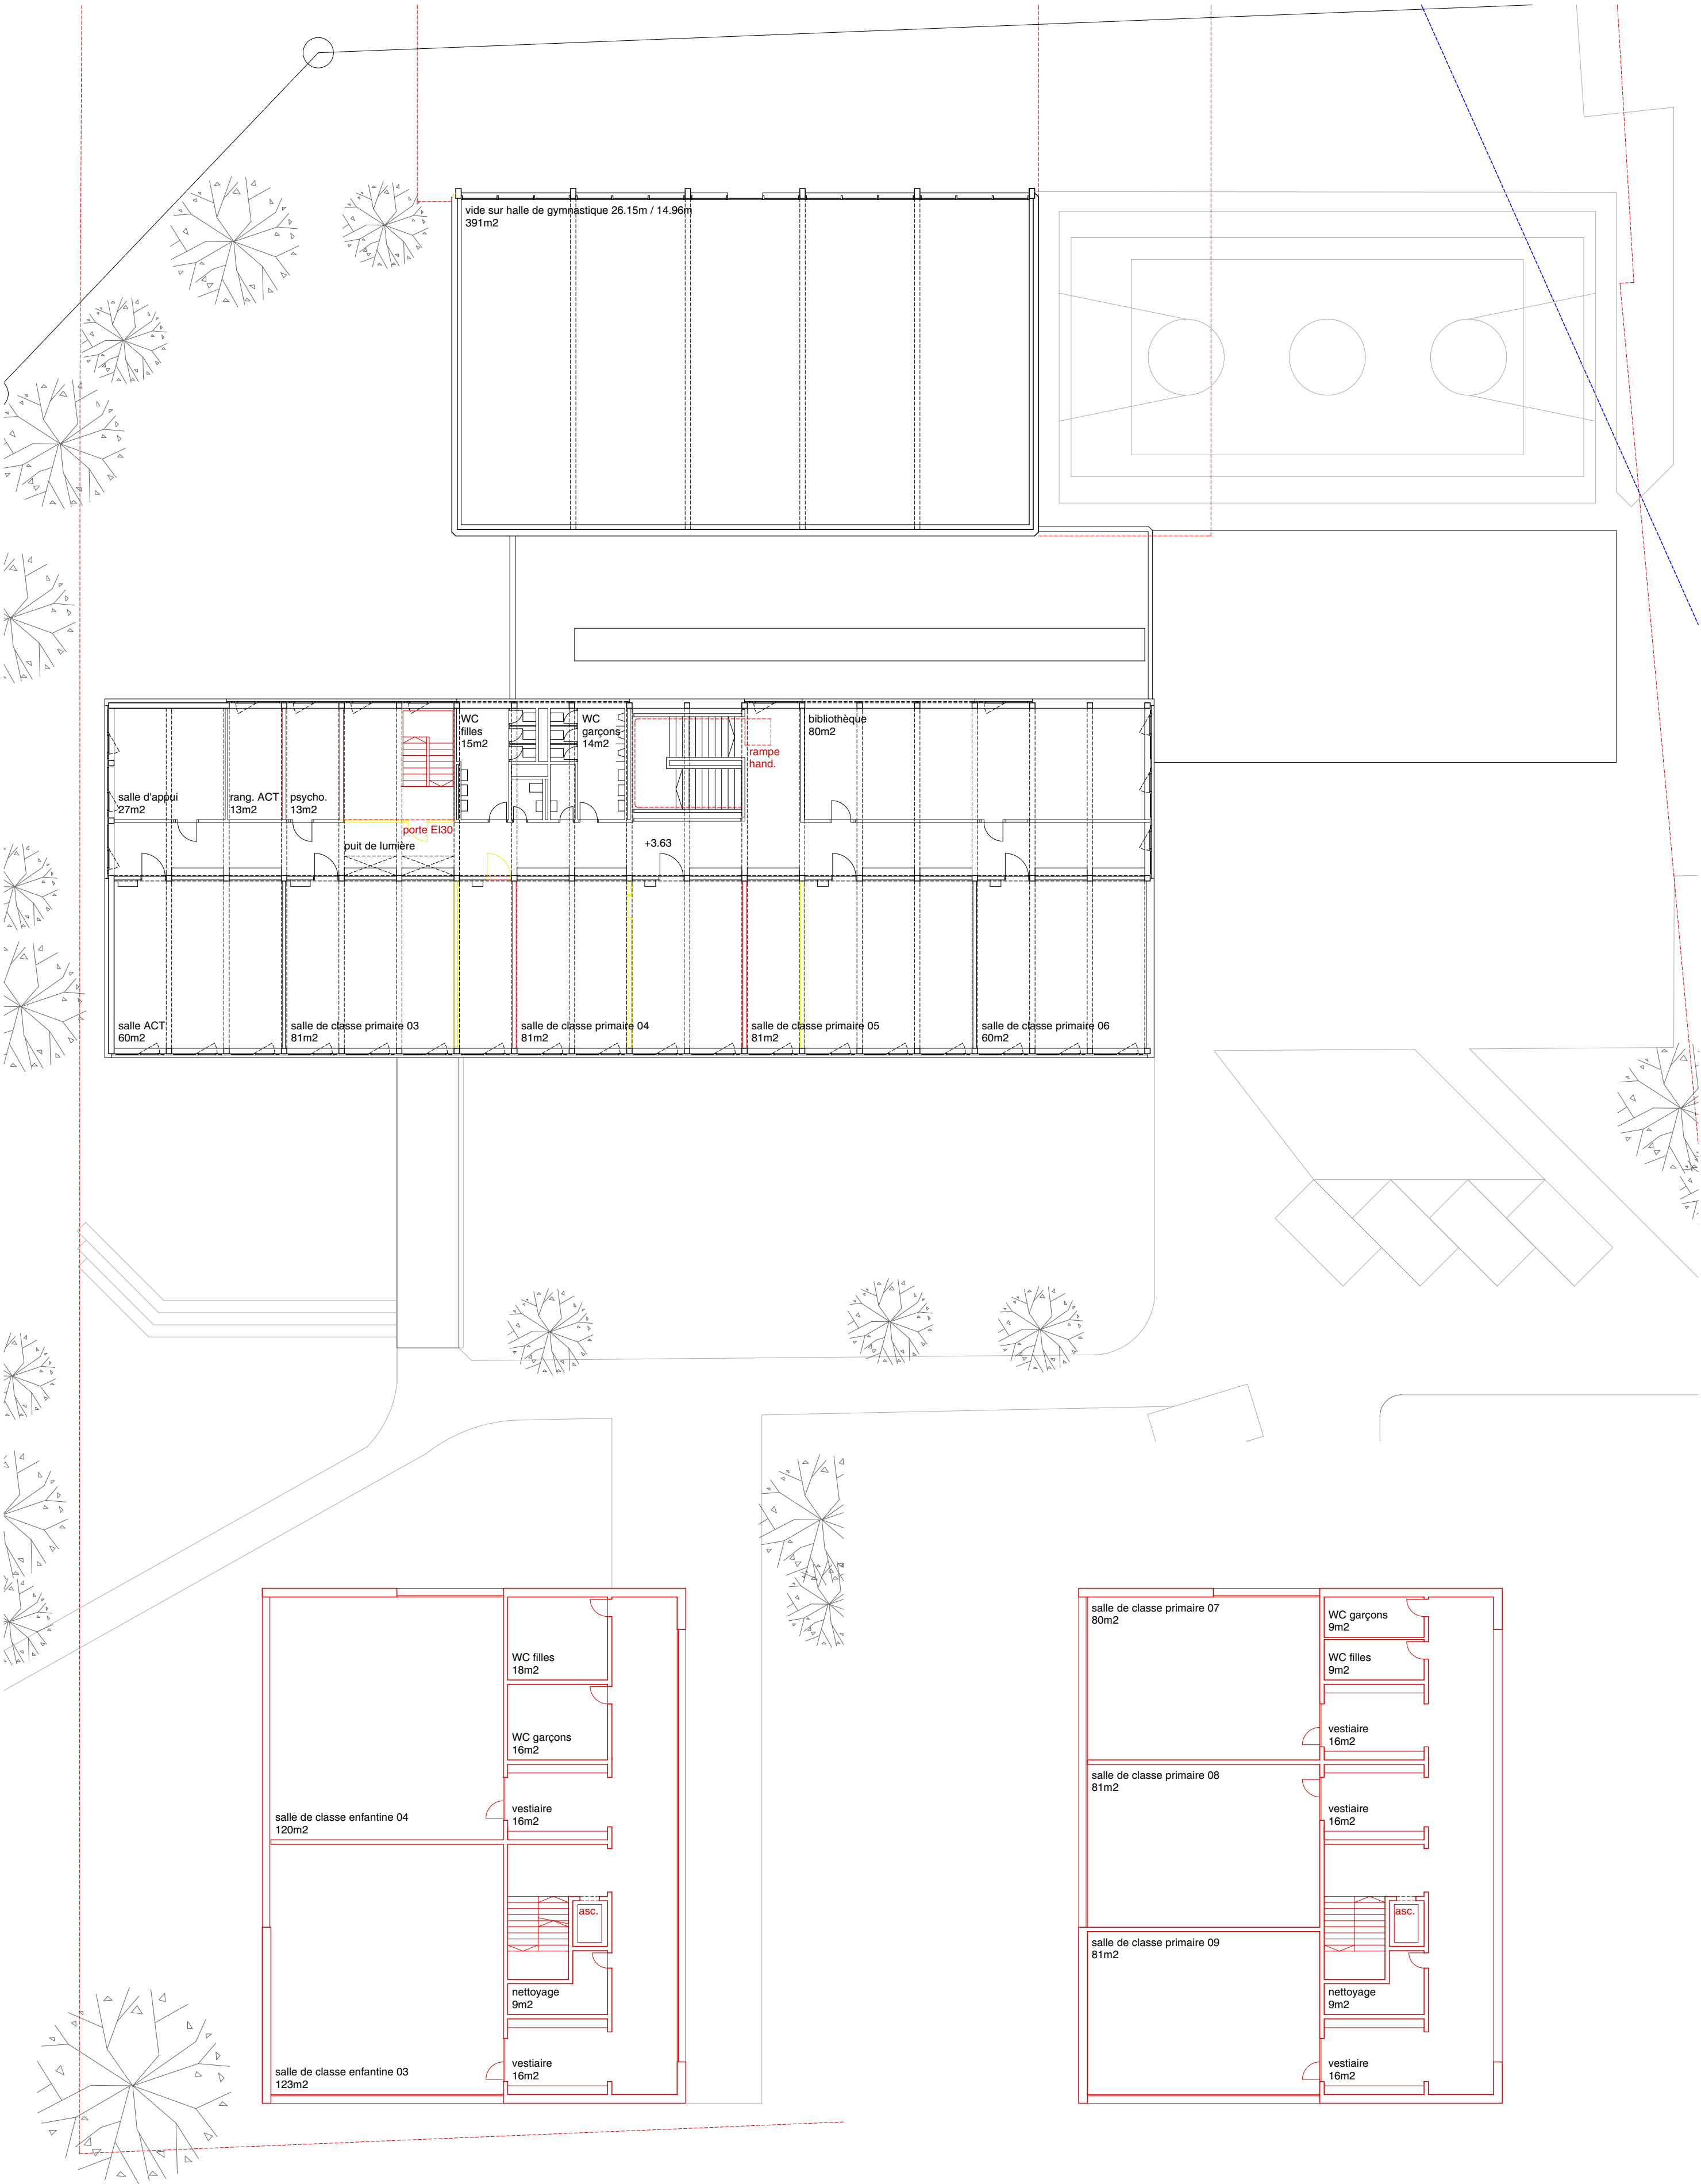 vide sur halle de gymnastique 26.15m / 14.96m
391m2
WC
filles
15m2
WC
garçons
14m2
bibliothèque
80m2
rampe
hand.
salle d'appui
27m2
rang. ACT
13m2
psycho.
13m2
porte EI30
puit de lumière
+3.63
salle ACT
60m2
salle de classe primaire 03
81m2
salle de classe primaire 04
81m2
salle de classe primaire 05
81m2
salle de classe primaire 06
60m2
WC filles
18m2
WC garçons
16m2
vestiaire
16m2
salle de classe enfantine 04
120m2
asc.
nettoyage
9m2
vestiaire
16m2
salle de classe enfantine 03
123m2
salle de classe primaire 07
80m2
WC garçons
9m2
WC filles
9m2
vestiaire
16m2
salle de classe primaire 08
81m2
vestiaire
16m2
asc.
salle de classe primaire 09
81m2
nettoyage
9m2
vestiaire
16m2